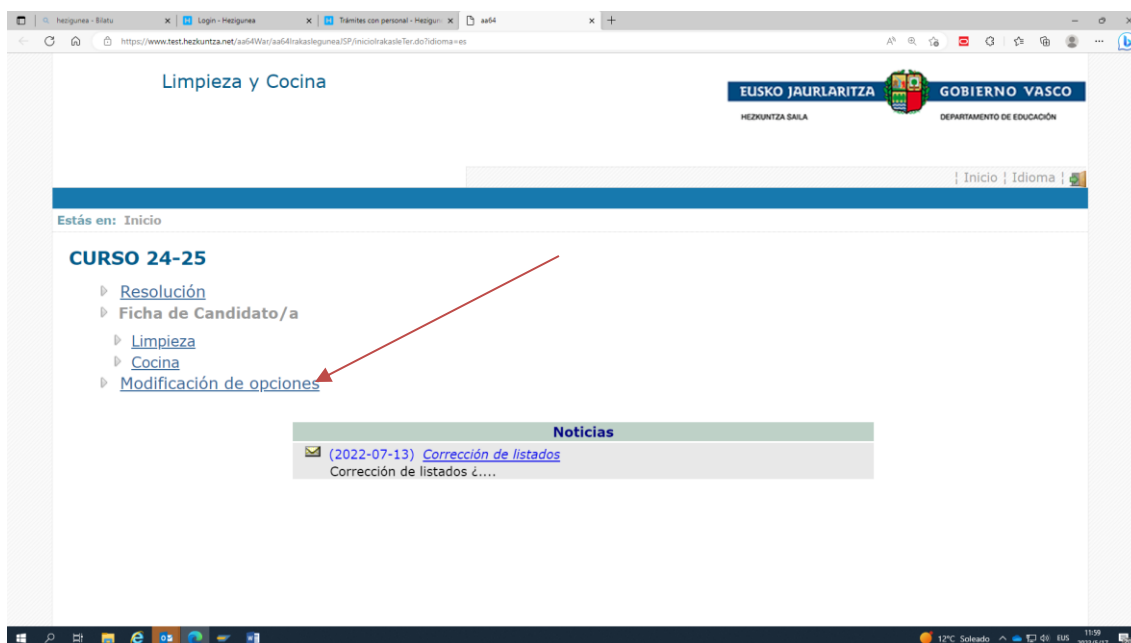 hezigunea - Bilatu
Login - Hezigunea
Trámites con personal - Hezigun
aa64
https://www.test.hezkuntza.net/aa64War/aa64Irakaslegunea/JSP/inicioIrakasleTer.do?idioma=es
Limpieza y Cocina
EUSKO JAURLARITZA
GOBIERNO VASCO
HEZKUNTZA SAILA
DEPARTAMENTO DE EDUCACIÓN
¦ Inicio ¦ Idioma ¦
Estás en: Inicio
CURSO 24-25
Resolución
Ficha de Candidato/a
Limpieza
Cocina
Modificación de opciones
Noticias
(2022-07-13) Corrección de listados
Corrección de listados ¿....
12°C Soleado
EUS
11:59